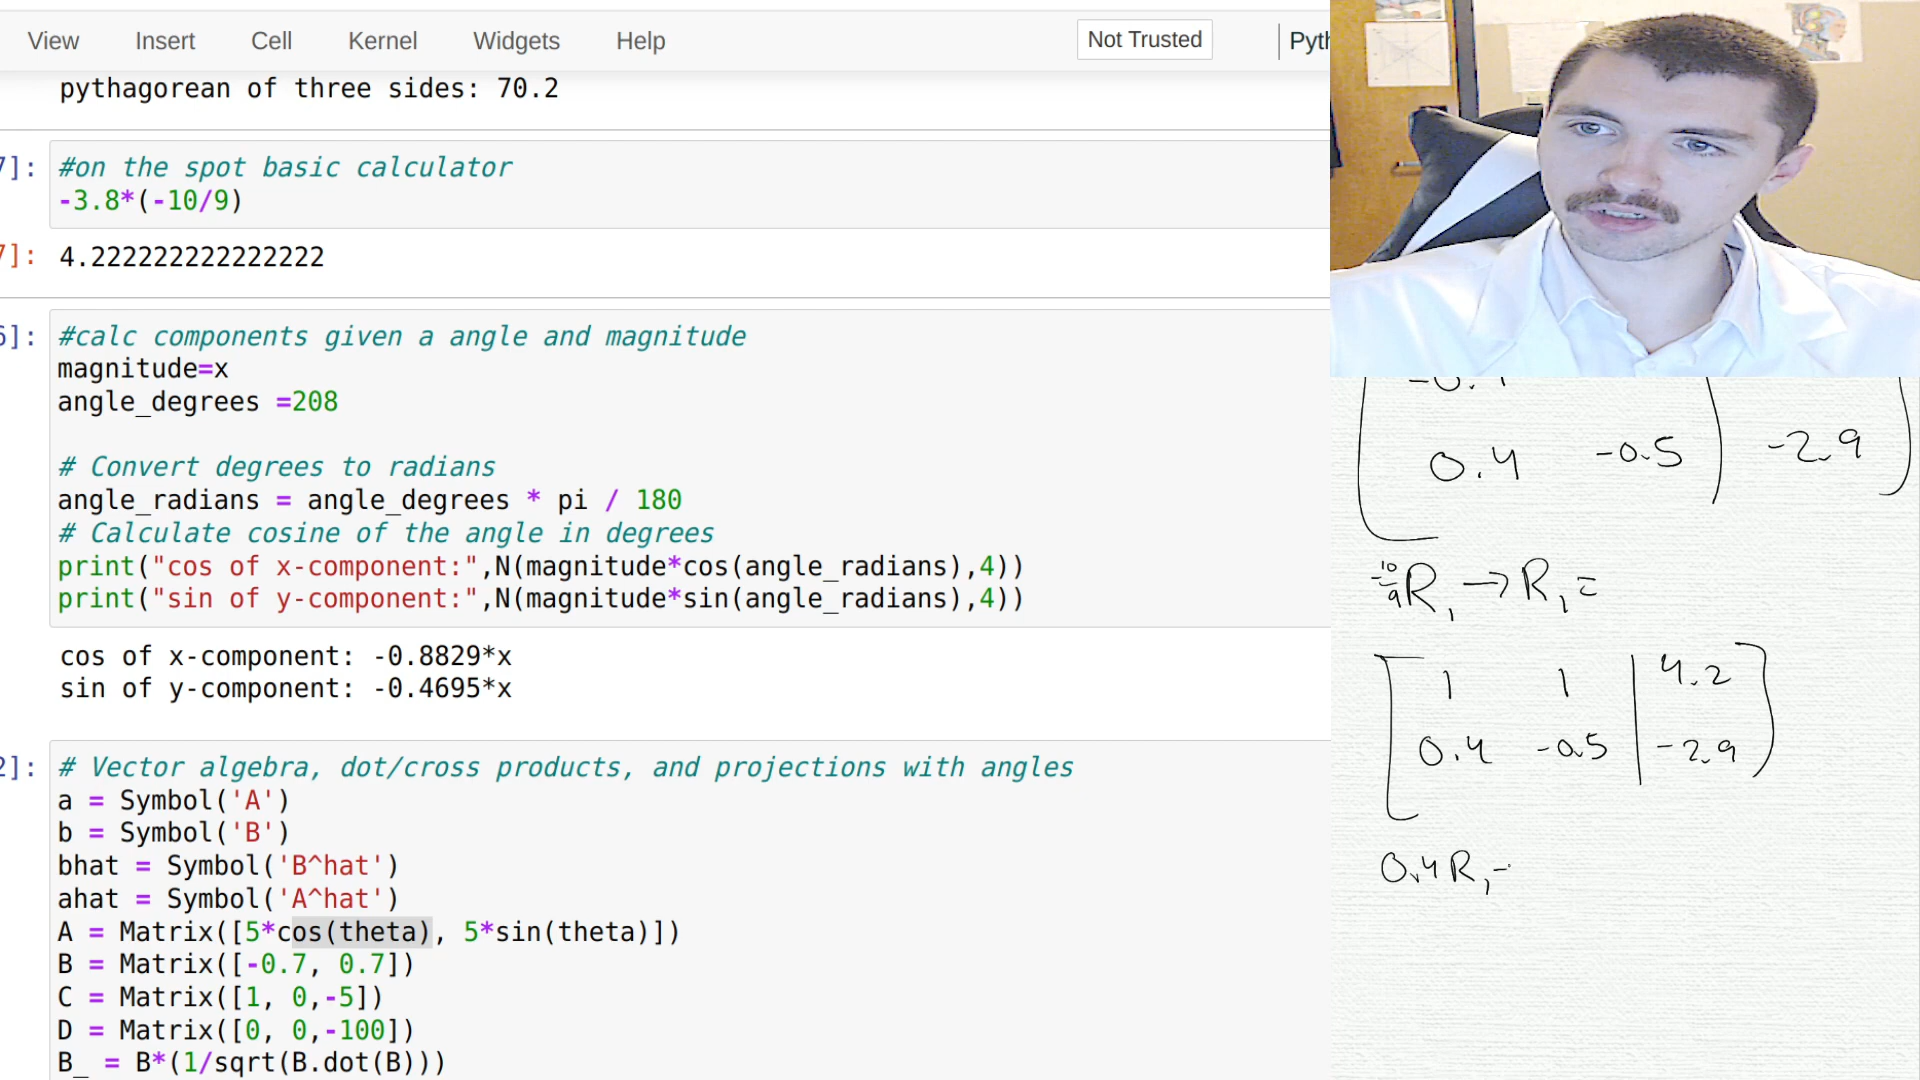 View Insert Cell Kernel Widgets Help Not Trusted
pythagorean of three sides: 70.2
7]: #on the spot basic calculator
-3.8*(-10/9)
7]: 4.222222222222222
6]: #calc components given a angle and magnitude
magnitude=x
angle_degrees =208
# Convert degrees to radians
angle_radians = angle_degrees * pi / 180
# Calculate cosine of the angle in degrees
print("cos of x-component:",N(magnitude*cos(angle_radians),4))
print("sin of y-component:",N(magnitude*sin(angle_radians),4))
cos of x-component: -0.8829*x
sin of y-component: -0.4695*x
2]: # Vector algebra, dot/cross products, and projections with angles
a = Symbol('A')
b = Symbol('B')
bhat = Symbol('B^hat')
ahat = Symbol('A^hat')
A = Matrix([5*cos(theta), 5*sin(theta)])
B = Matrix([-0.7, 0.7])
C = Matrix([1, 0,-5])
D = Matrix([0, 0,-100])
B_ = B*(1/sqrt(B.dot(B)))
0.4 -0.5 | -2.9
-10/9 R₁ → R₁ =
1 1 | 4.2
0.4 -0.5 | -2.9
0.4R₁-